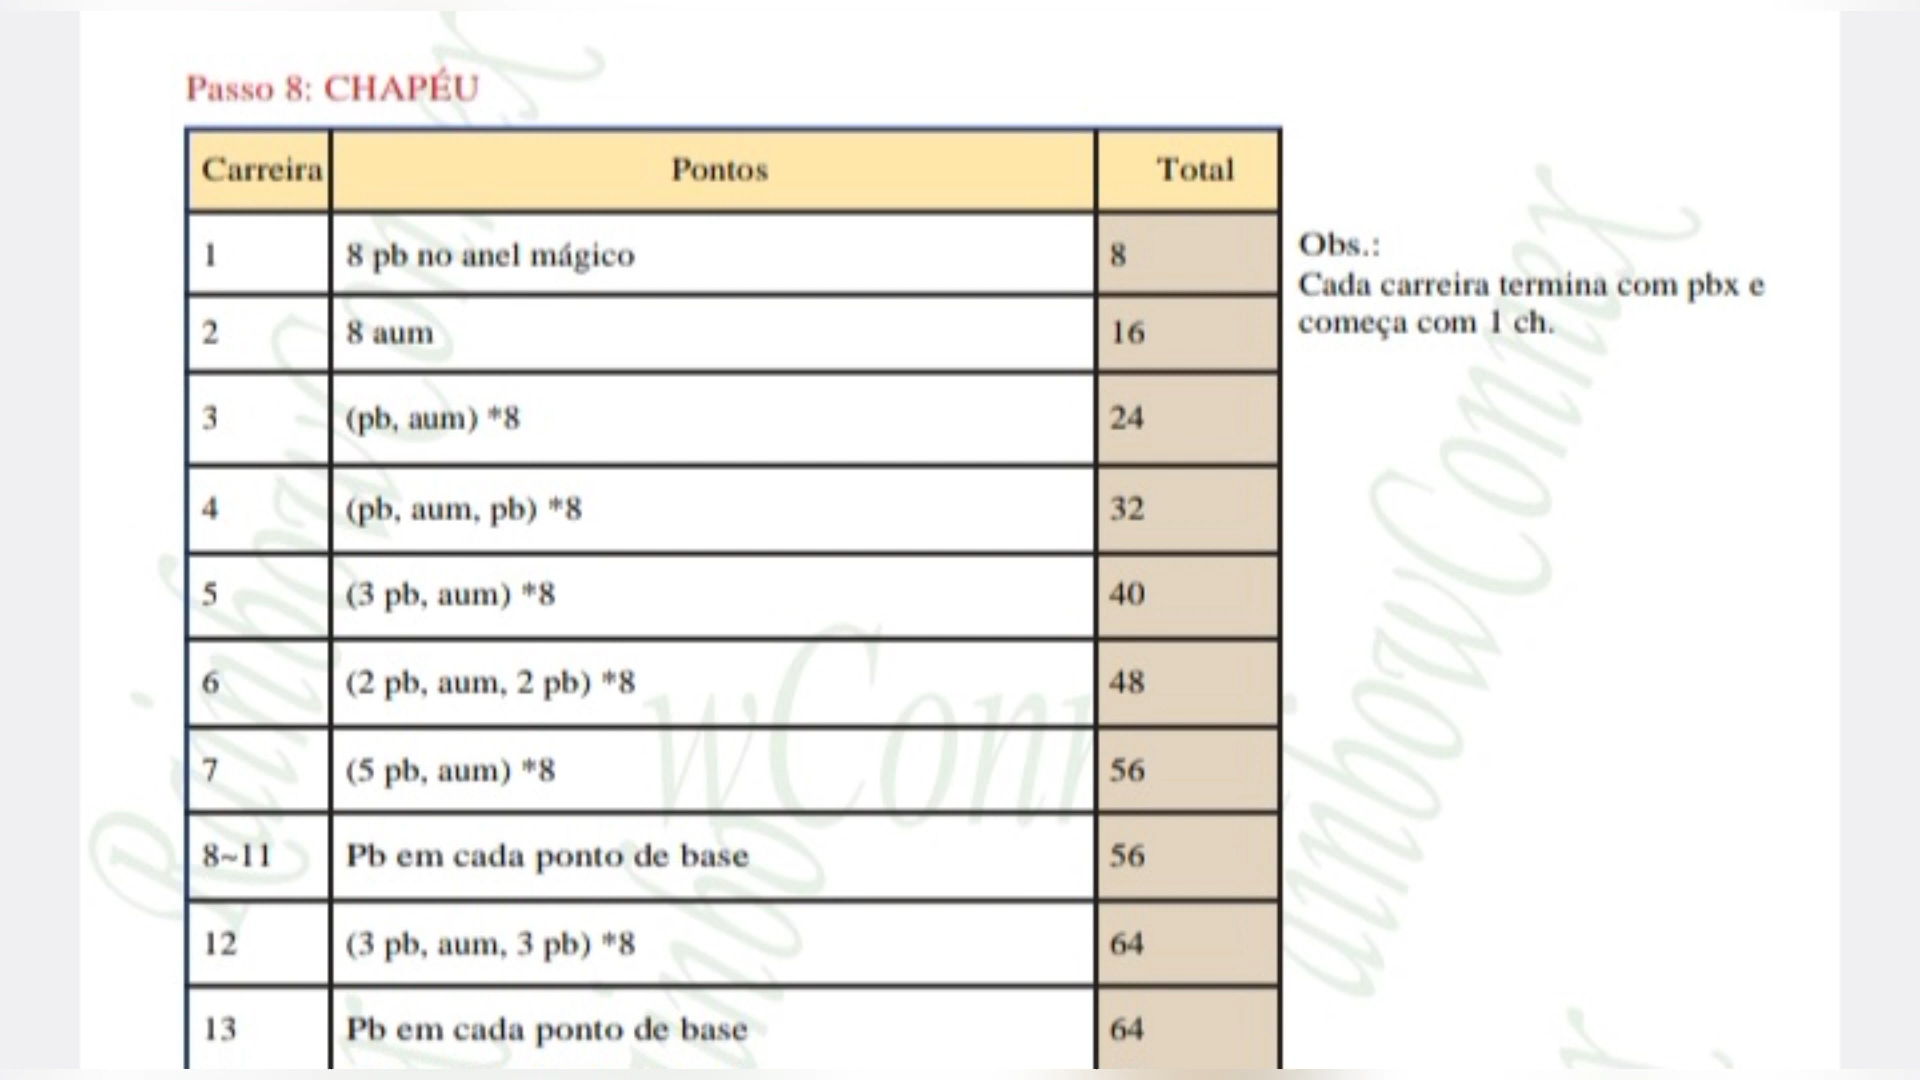 Passo 8: CHAPÉU
Carreira Pontos Total
1 8 pb no anel mágico 8
2 8 aum 16
3 (pb, aum) *8 24
4 (pb, aum, pb) *8 32
5 (3 pb, aum) *8 40
6 (2 pb, aum, 2 pb) *8 48
7 (5 pb, aum) *8 56
8~11 Pb em cada ponto de base 56
12 (3 pb, aum, 3 pb) *8 64
13 Pb em cada ponto de base 64
Obs.:
Cada carreira termina com pbx e
começa com 1 ch.
RainbowConnex
wConn
ainbowConnex
inbo